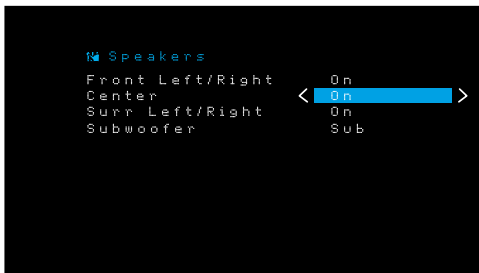 Speakers
Front Left/Right On
Center < On >
Surr Left/Right On
Subwoofer Sub